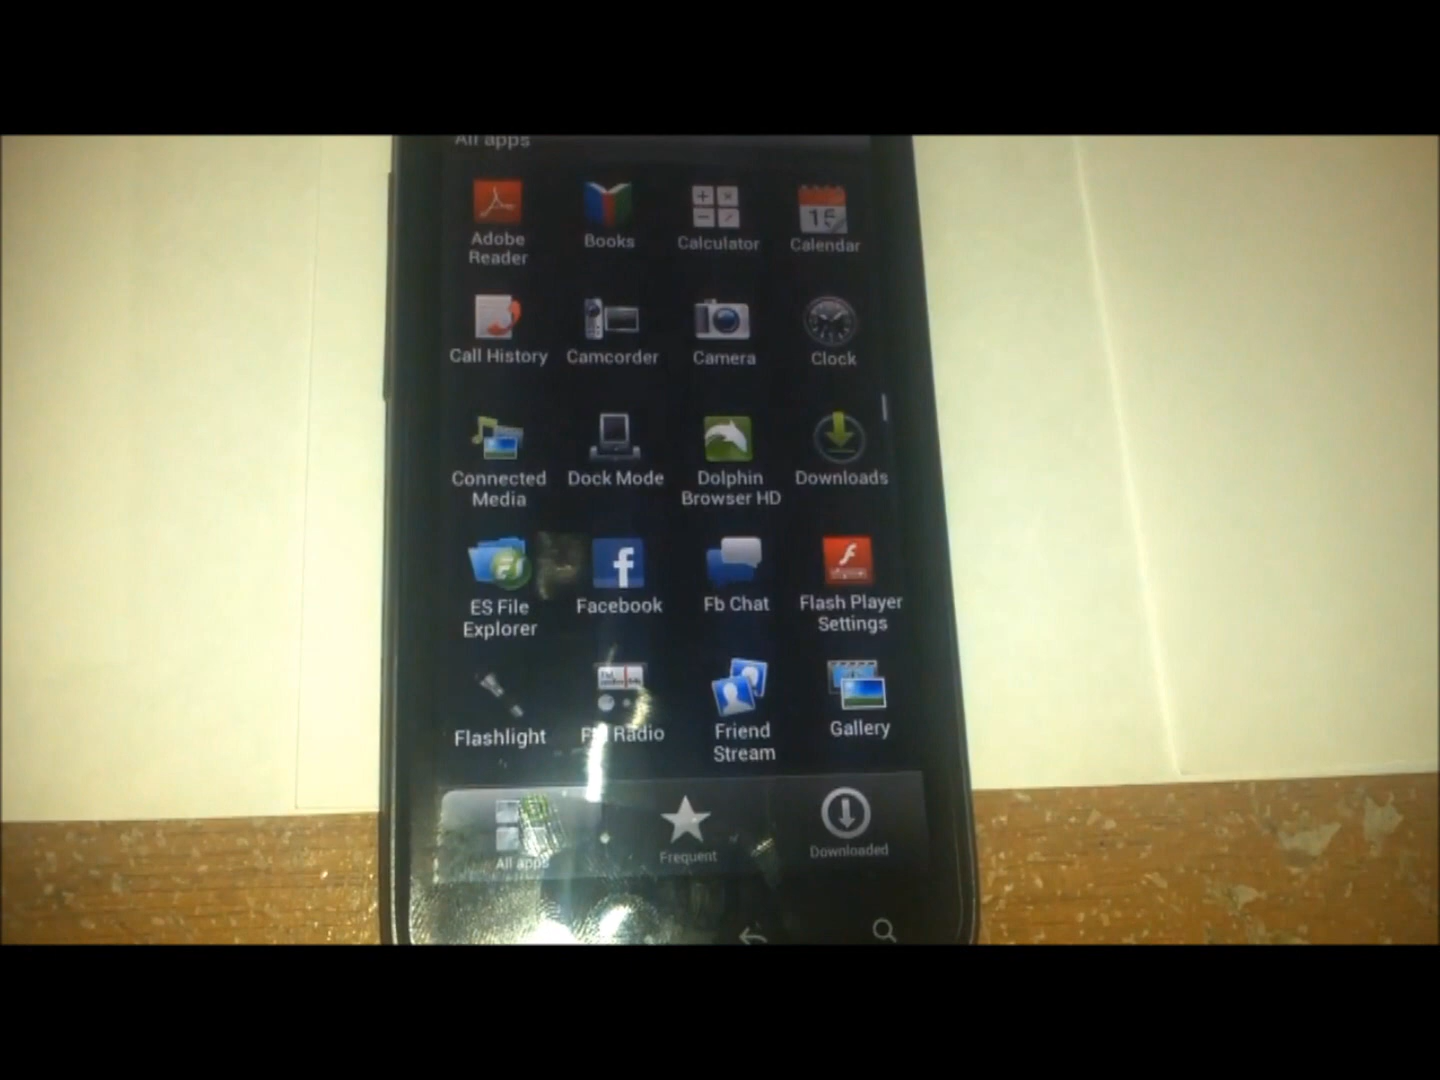 All apps
Adobe Reader
Books
Calculator
15
Calendar
Call History
Camcorder
Camera
Clock
Connected Media
Dock Mode
Dolphin Browser HD
Downloads
ES File Explorer
Facebook
Fb Chat
Flash Player Settings
Flashlight
FM Radio
Friend Stream
Gallery
All apps
Frequent
Downloaded